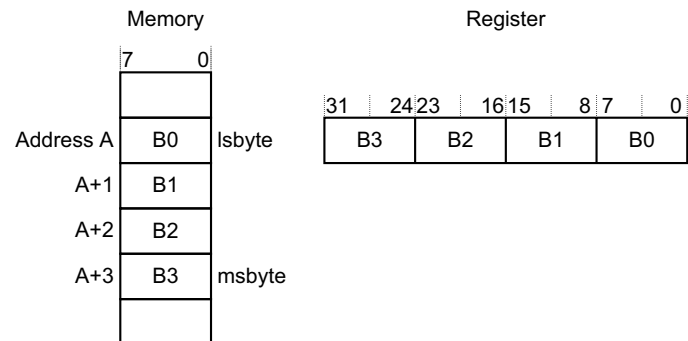 Memory
Register
7 0
31 24 23 16 15 8 7 0
Address A B0 lsbyte
B3 B2 B1 B0
A+1 B1
A+2 B2
A+3 B3 msbyte